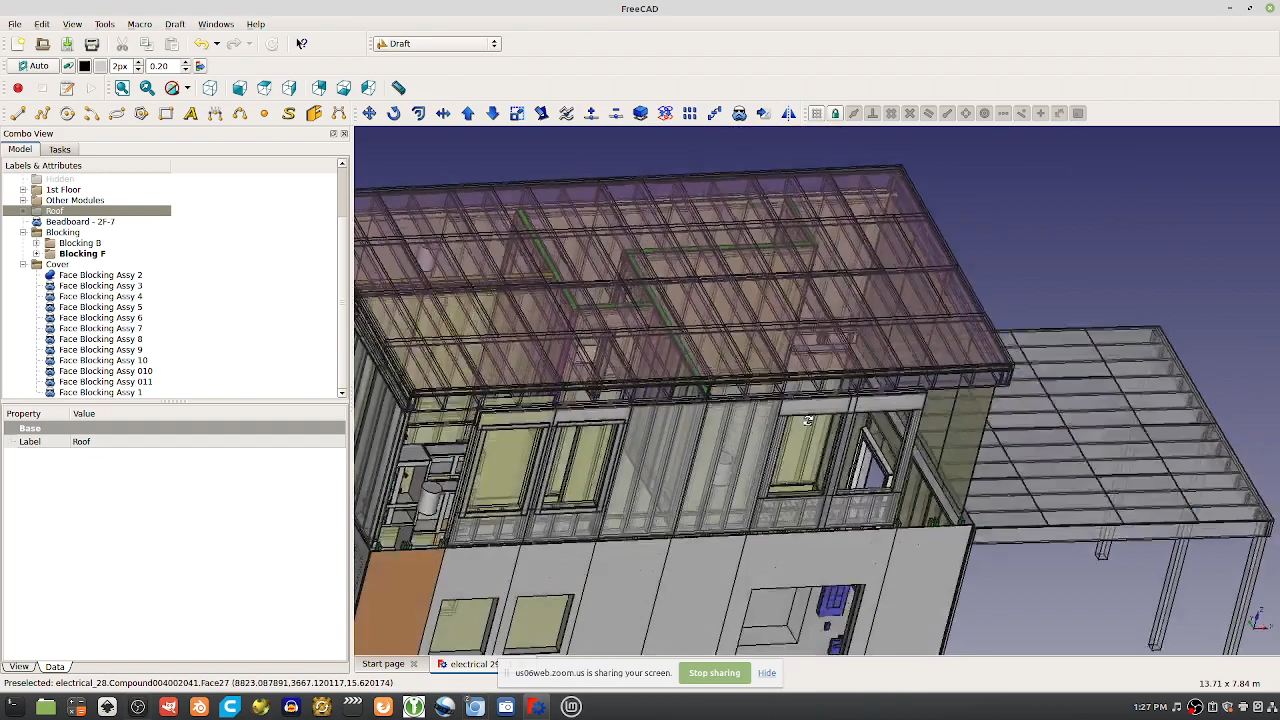 FreeCAD
File Edit View Tools Macro Draft Windows Help
Draft
Auto 2px 0.20
Combo View
Model Tasks
Labels & Attributes
Hidden
1st Floor
Other Modules
Roof
Beadboard - 2F-7
Blocking
Blocking B
Blocking F
Cover
Face Blocking Assy 2
Face Blocking Assy 3
Face Blocking Assy 4
Face Blocking Assy 5
Face Blocking Assy 6
Face Blocking Assy 7
Face Blocking Assy 8
Face Blocking Assy 9
Face Blocking Assy 10
Face Blocking Assy 010
Face Blocking Assy 011
Face Blocking Assy 1
Property Value
Base
Label Roof
View Data
Start page electrical
us06web.zoom.us is sharing your screen. Stop sharing Hide
Preselected: electrical_28.Compound004002041.Face27 (8823.087891,3667.120117,15.620174)
13.71 m x 7.84 m
1:27 PM